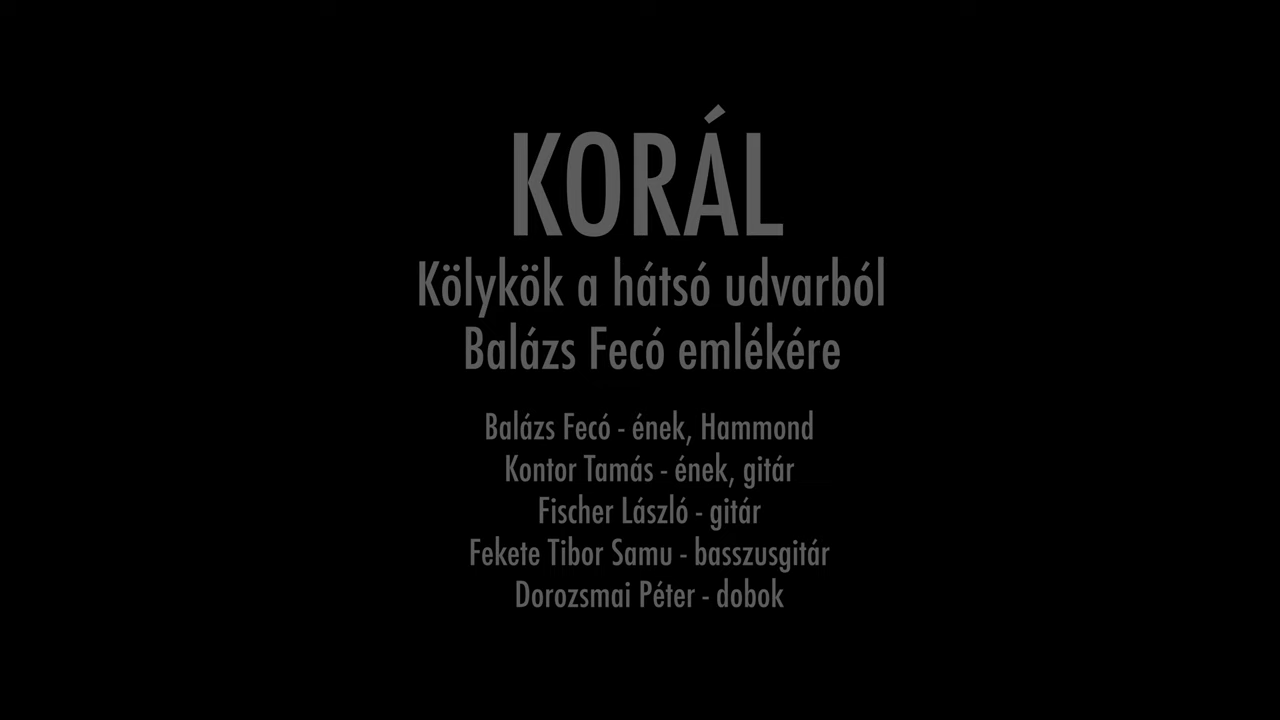 KORÁL
Kölykök a hátsó udvarból
Balázs Fecó emlékére
Balázs Fecó - ének, Hammond
Kontor Tamás - ének, gitár
Fischer László - gitár
Fekete Tibor Samu - basszusgitár
Dorozsmai Péter - dobok